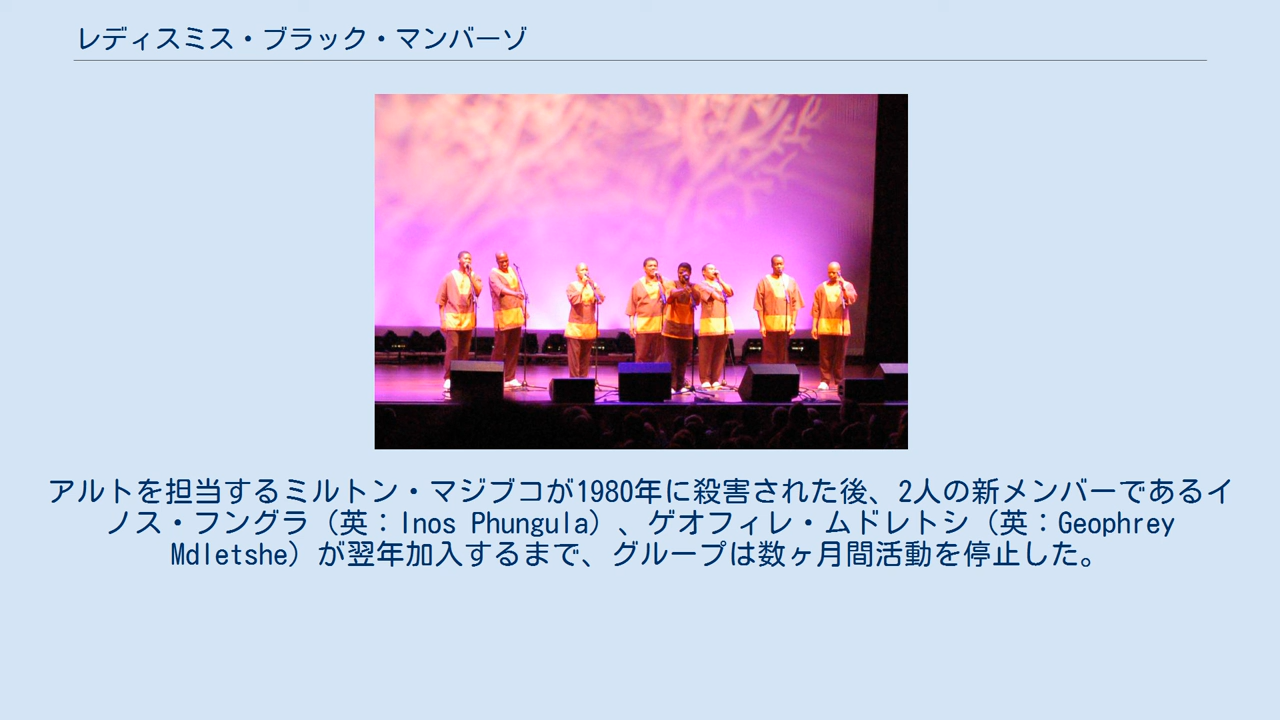 レディスミス・ブラック・マンバーゾ
アルトを担当するミルトン・マジブコが1980年に殺害された後、2人の新メンバーであるイ
ノス・フングラ（英：Inos Phungula）、ゲオフィレ・ムドレトシ（英：Geophrey
Mdletshe）が翌年加入するまで、グループは数ヶ月間活動を停止した。